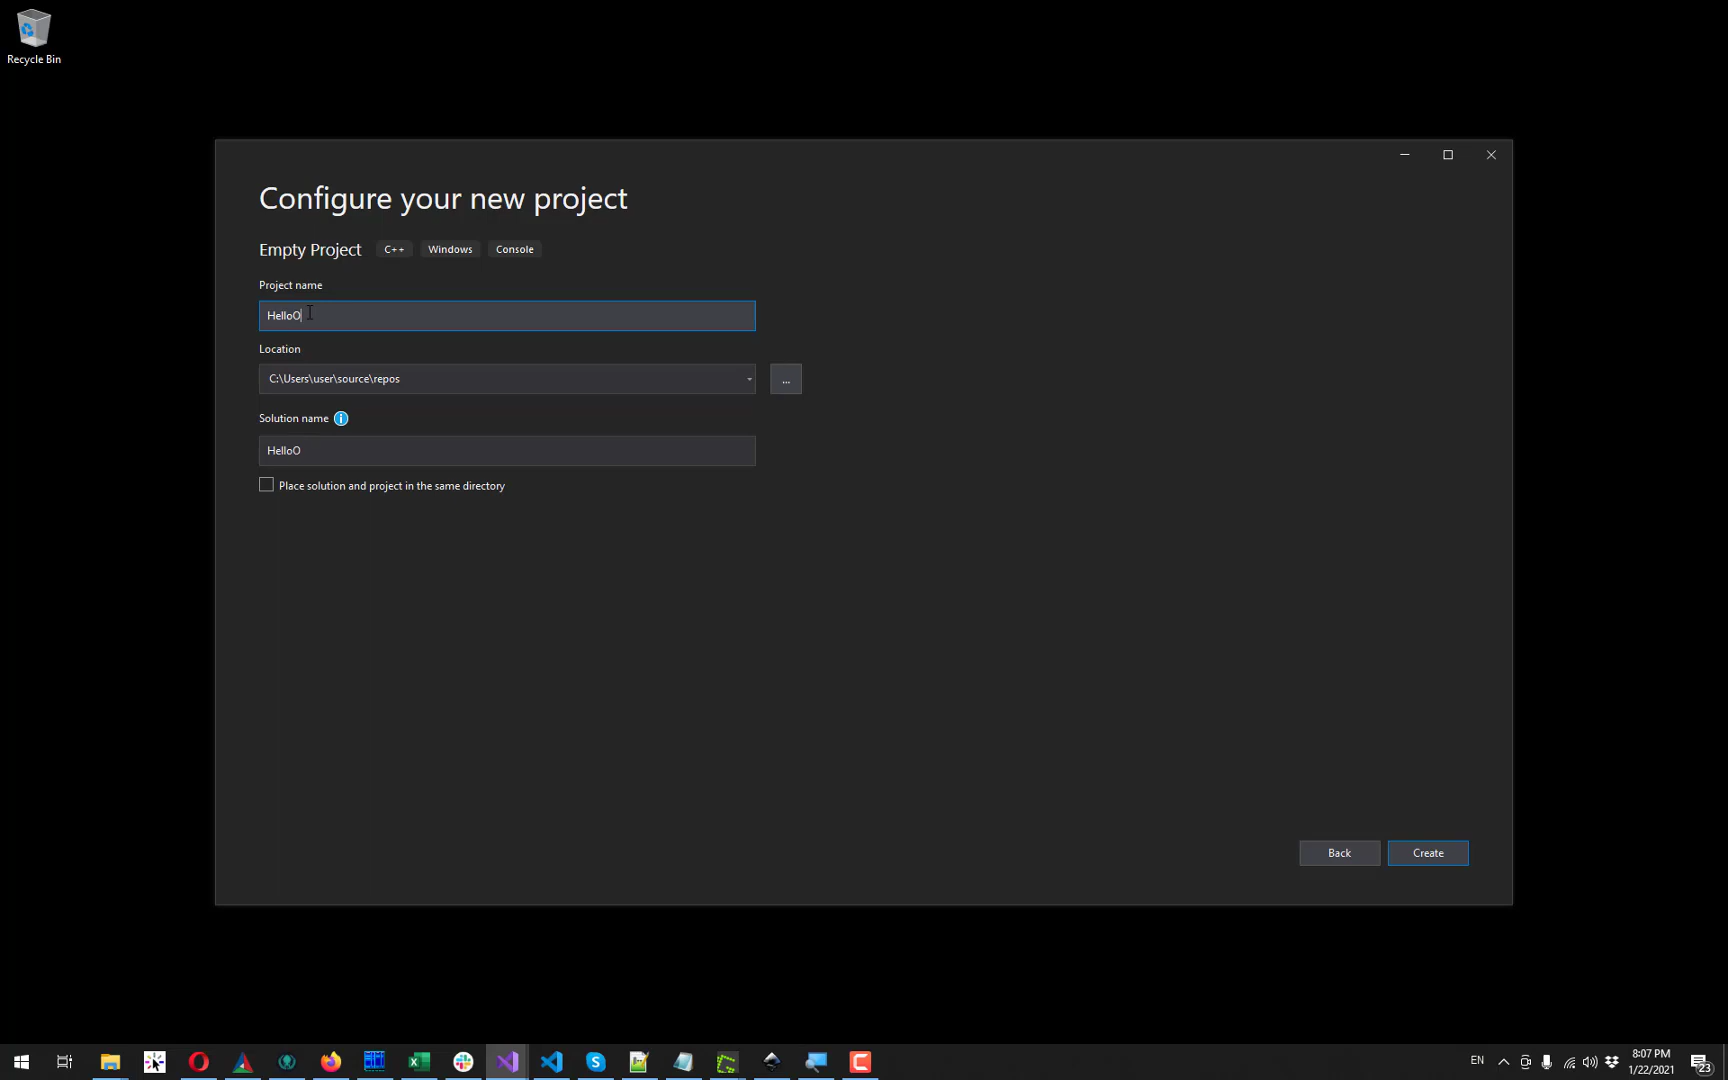 Recycle Bin
Configure your new project
Empty Project C++ Windows Console
Project name
HelloO
Location
C:\Users\user\source\repos
...
Solution name
HelloO
Place solution and project in the same directory
Back Create
EN
8:07 PM
1/22/2021
23